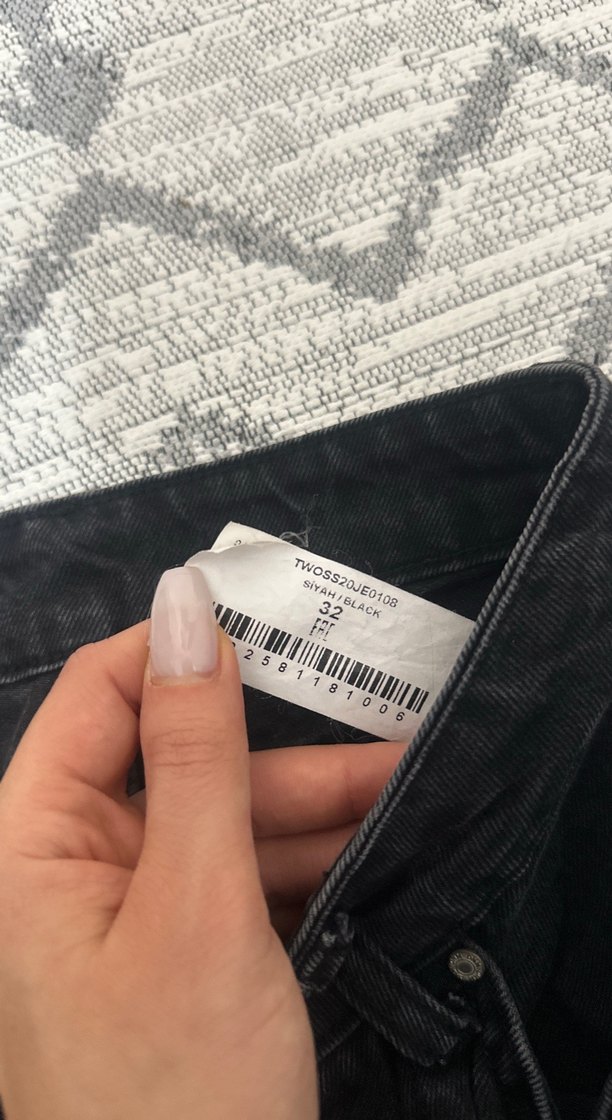 TWOSS20JE0108
SİYAH / BLACK
32
EAC
2581181006